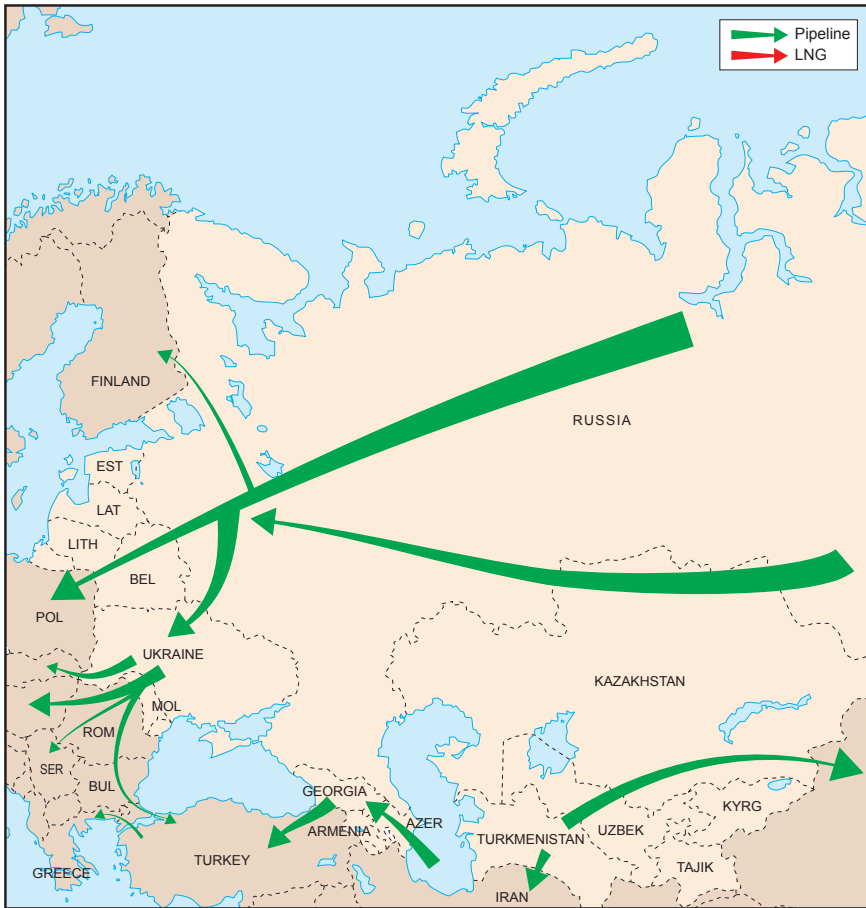 Pipeline
LNG
FINLAND
RUSSIA
EST
LAT
LITH
BEL
POL
UKRAINE
KAZAKHSTAN
MOL
ROM
SER
BUL
GEORGIA
AZER
KYRG
ARMENIA
TURKMENISTAN
UZBEK
TURKEY
TAJIK
GREECE
IRAN